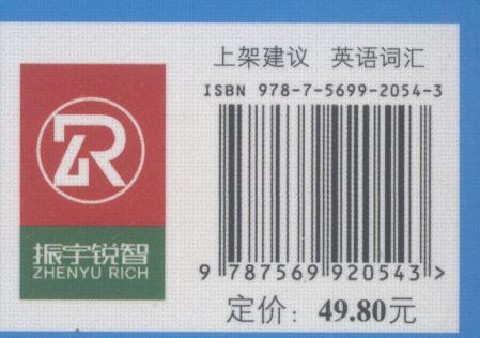 上架建议 英语词汇
ISBN 978-7-5699-2054-3
ZR
振宇锐智
ZHENYU RICH
9 787569 920543 >
定价：49.80元